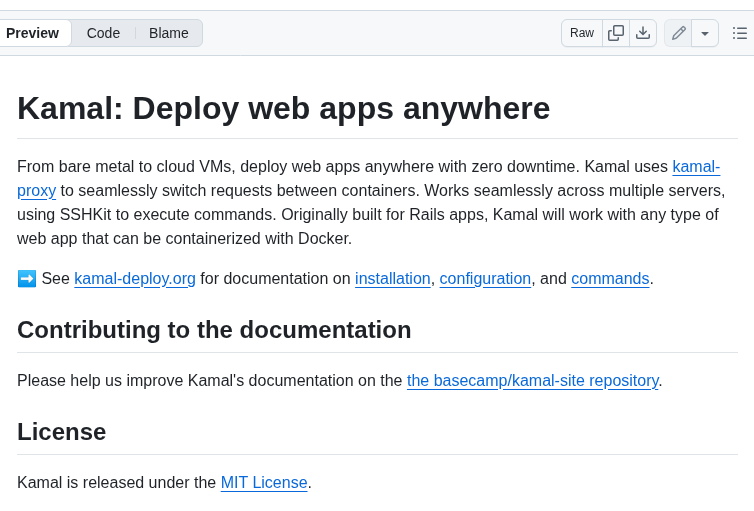 Preview Code Blame Raw
Kamal: Deploy web apps anywhere
From bare metal to cloud VMs, deploy web apps anywhere with zero downtime. Kamal uses kamal-
proxy to seamlessly switch requests between containers. Works seamlessly across multiple servers,
using SSHKit to execute commands. Originally built for Rails apps, Kamal will work with any type of
web app that can be containerized with Docker.
➡️ See kamal-deploy.org for documentation on installation, configuration, and commands.
Contributing to the documentation
Please help us improve Kamal's documentation on the the basecamp/kamal-site repository.
License
Kamal is released under the MIT License.